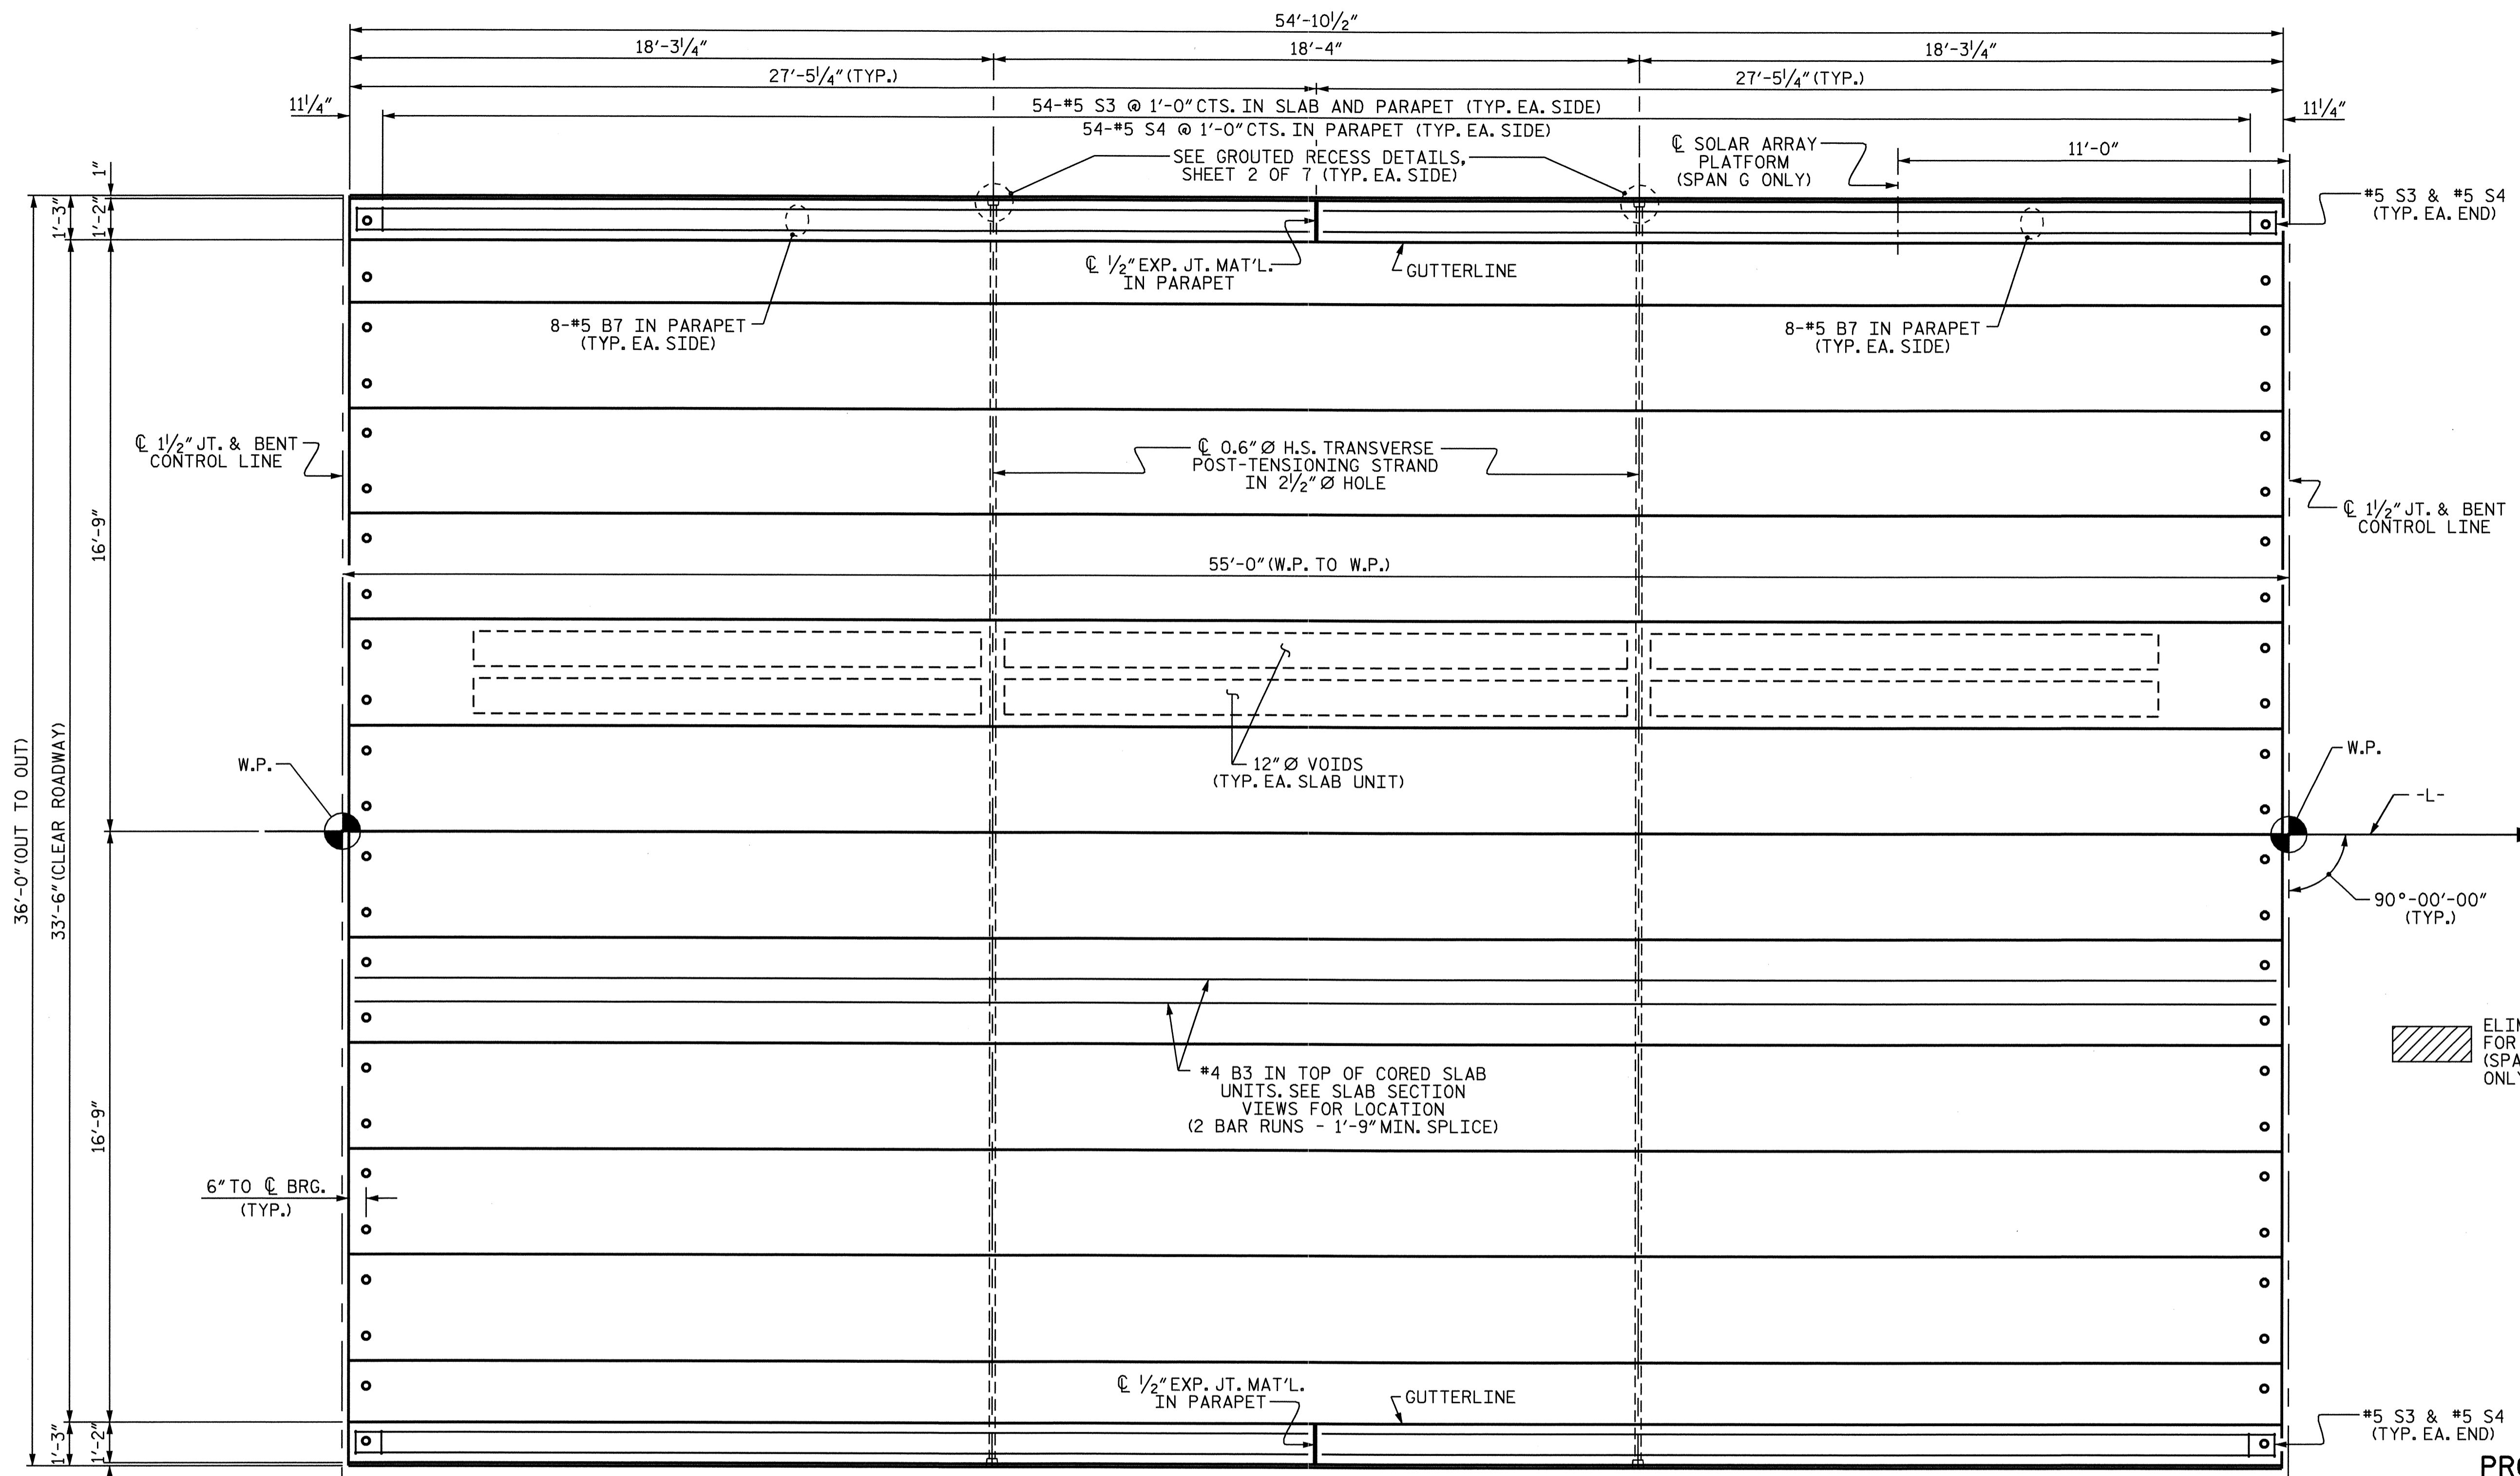 54'-10½"
18'-3¼"
18'-4"
18'-3¼"
27'-5¼" (TYP.)
27'-5¼" (TYP.)
11¼"
54-#5 S3 @ 1'-0" CTS. IN SLAB AND PARAPET (TYP. EA. SIDE)
11¼"
54-#5 S4 @ 1'-0" CTS. IN PARAPET (TYP. EA. SIDE)
SEE GROUTED RECESS DETAILS,
SHEET 2 OF 7 (TYP. EA. SIDE)
℄ SOLAR ARRAY
PLATFORM
(SPAN G ONLY)
11'-0"
1"
1'-3"
1'-2"
#5 S3 & #5 S4
(TYP. EA. END)
℄ ½" EXP. JT. MAT'L.
IN PARAPET
GUTTERLINE
8-#5 B7 IN PARAPET
(TYP. EA. SIDE)
8-#5 B7 IN PARAPET
(TYP. EA. SIDE)
℄ 1½" JT. & BENT
CONTROL LINE
℄ 0.6" Ø H.S. TRANSVERSE
POST-TENSIONING STRAND
IN 2½" Ø HOLE
℄ 1½" JT. & BENT
CONTROL LINE
16'-9"
55'-0" (W.P. TO W.P.)
36'-0" (OUT TO OUT)
33'-6" (CLEAR ROADWAY)
W.P.
12" Ø VOIDS
(TYP. EA. SLAB UNIT)
W.P.
-L-
90°-00'-00"
(TYP.)
#4 B3 IN TOP OF CORED SLAB
UNITS. SEE SLAB SECTION
VIEWS FOR LOCATION
(2 BAR RUNS - 1'-9" MIN. SPLICE)
FOR
16'-9"
6" TO ℄ BRG.
(TYP.)
℄ ½" EXP. JT. MAT'L.
IN PARAPET
GUTTERLINE
1'-3"
1'-2"
#5 S3 & #5 S4
(TYP. EA. END)